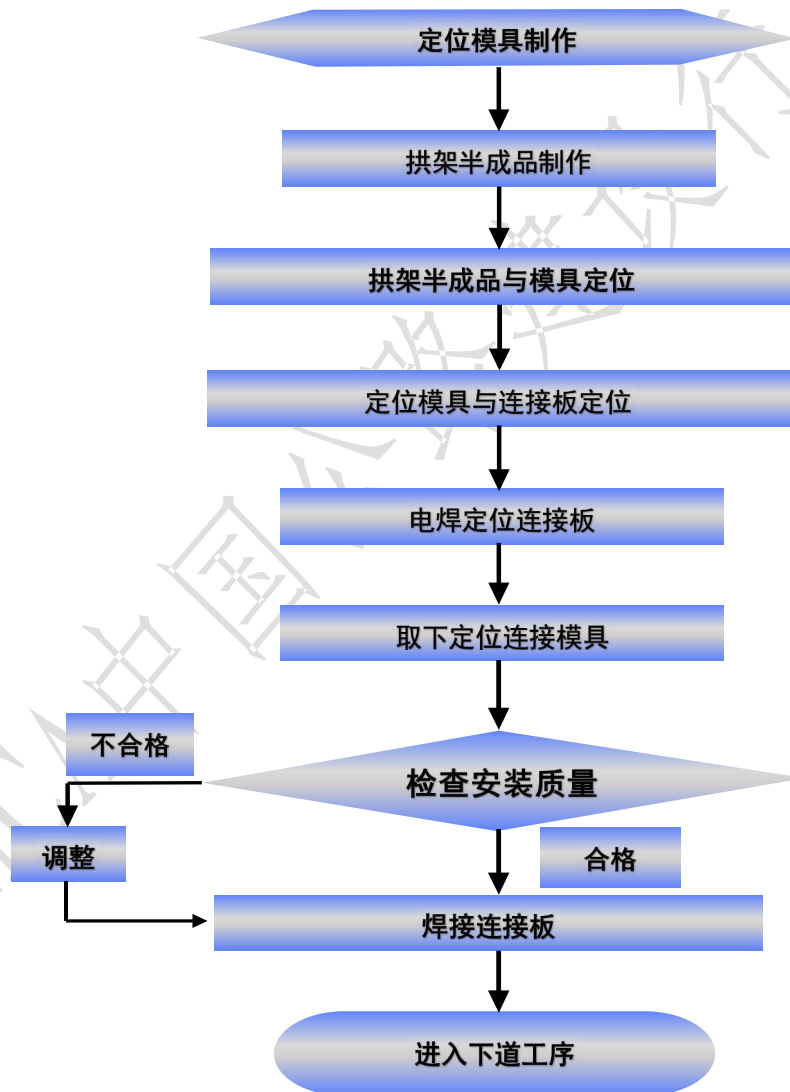 定位模具制作
拱架半成品制作
拱架半成品与模具定位
定位模具与连接板定位
电焊定位连接板
取下定位连接模具
不合格
检查安装质量
调整
合格
焊接连接板
进入下道工序